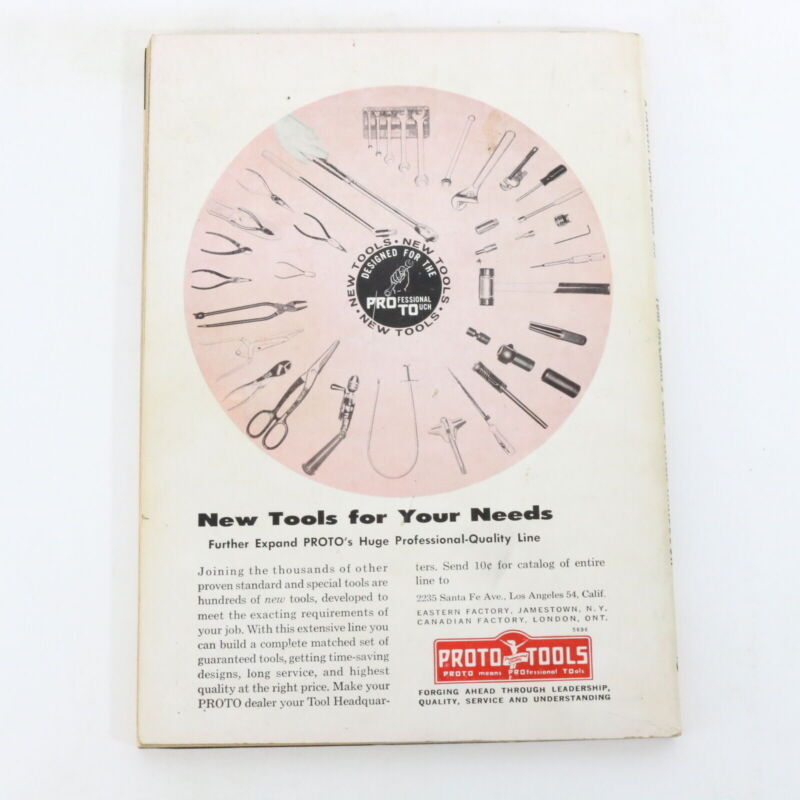 NEW TOOLS • NEW TOOLS • NEW TOOLS •
DESIGNED FOR THE
PROFESSIONAL
TOUCH
New Tools for Your Needs
Further Expand PROTO's Huge Professional-Quality Line
Joining the thousands of other
proven standard and special tools are
hundreds of new tools, developed to
meet the exacting requirements of
your job. With this extensive line you
can build a complete matched set of
guaranteed tools, getting time-saving
designs, long service, and highest
quality at the right price. Make your
PROTO dealer your Tool Headquar-
ters. Send 10¢ for catalog of entire
line to
2235 Santa Fe Ave., Los Angeles 54, Calif.
EASTERN FACTORY, JAMESTOWN, N.Y.
CANADIAN FACTORY, LONDON, ONT.
PROTO TOOLS
PROTO means PROfessional TOols
FORGING AHEAD THROUGH LEADERSHIP,
QUALITY, SERVICE AND UNDERSTANDING